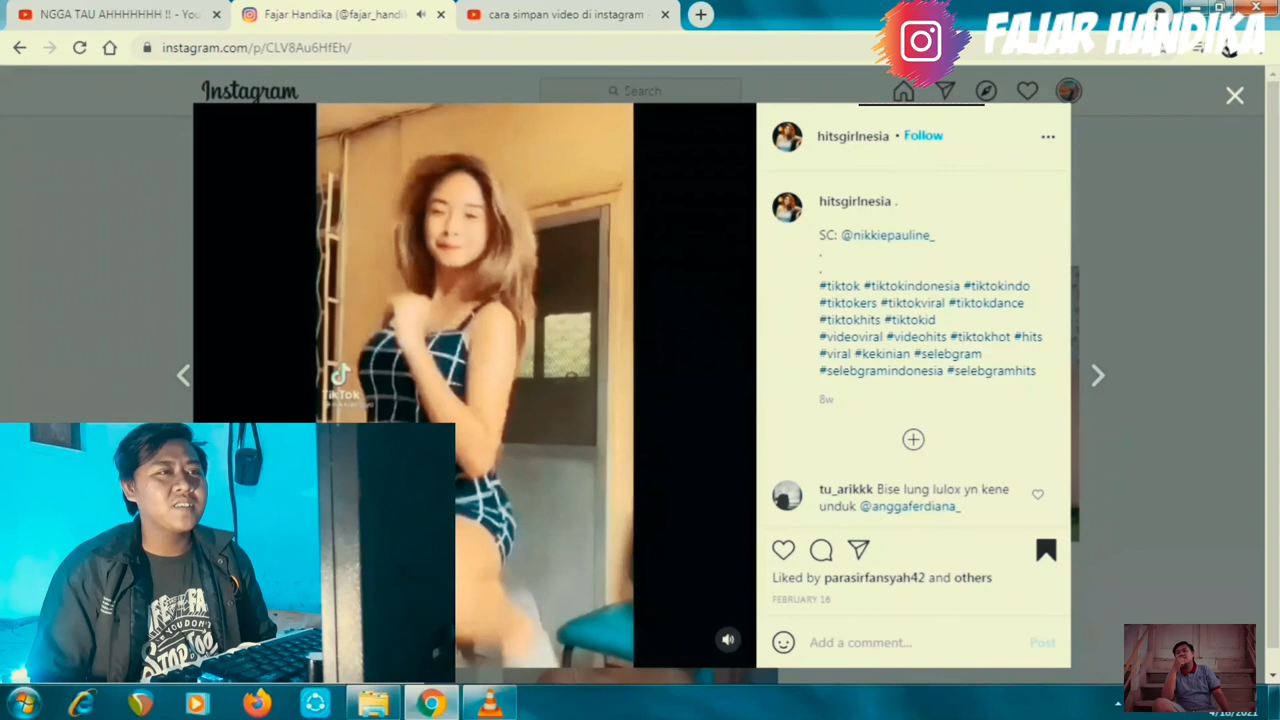 NGGA TAU AHHHHHHH !! - You
Fajar Handika (@fajar_handi
cara simpan video di instagram
FAJAR HANDIKA
instagram.com/p/CLV8Au6HfEh/
Instagram
Search
hitsgirlnesia • Follow
hitsgirlnesia .
SC: @nikkiepauline_
.
.
#tiktok #tiktokindonesia #tiktokindo
#tiktokers #tiktokviral #tiktokdance
#tiktokhits #tiktokid
#videoviral #videohits #tiktokhot #hits
#viral #kekinian #selebgram
#selebgramindonesia #selebgramhits
8w
TikTok
tu_arikkk Bise lung lulox yn kene
unduk @anggaferdiana_
Liked by parasirfansyah42 and others
FEBRUARY 16
Add a comment...
Post
4/18/2021